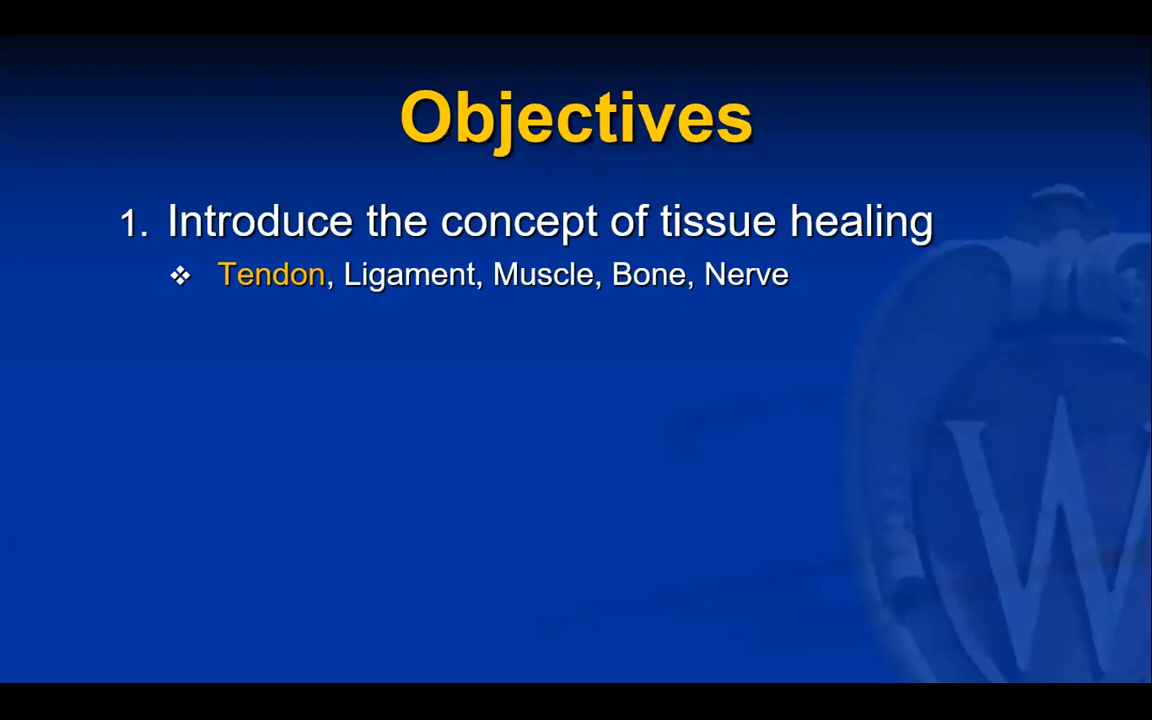 Objectives
1. Introduce the concept of tissue healing
❖ Tendon, Ligament, Muscle, Bone, Nerve
W